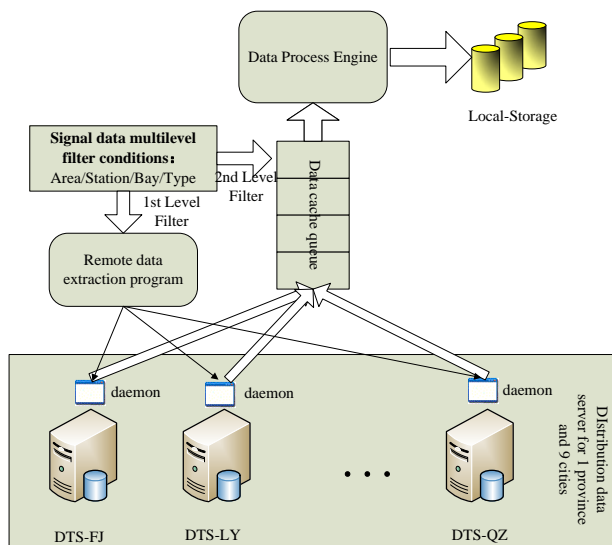 Data Process Engine
Local-Storage
Signal data multilevel
filter conditions：
Area/Station/Bay/Type
2nd Level
Filter
1st Level
Filter
Data cache queue
Remote data
extraction program
daemon
daemon
daemon
DIstribution data
server for 1 province
and 9 cities
. . .
DTS-FJ
DTS-LY
DTS-QZ